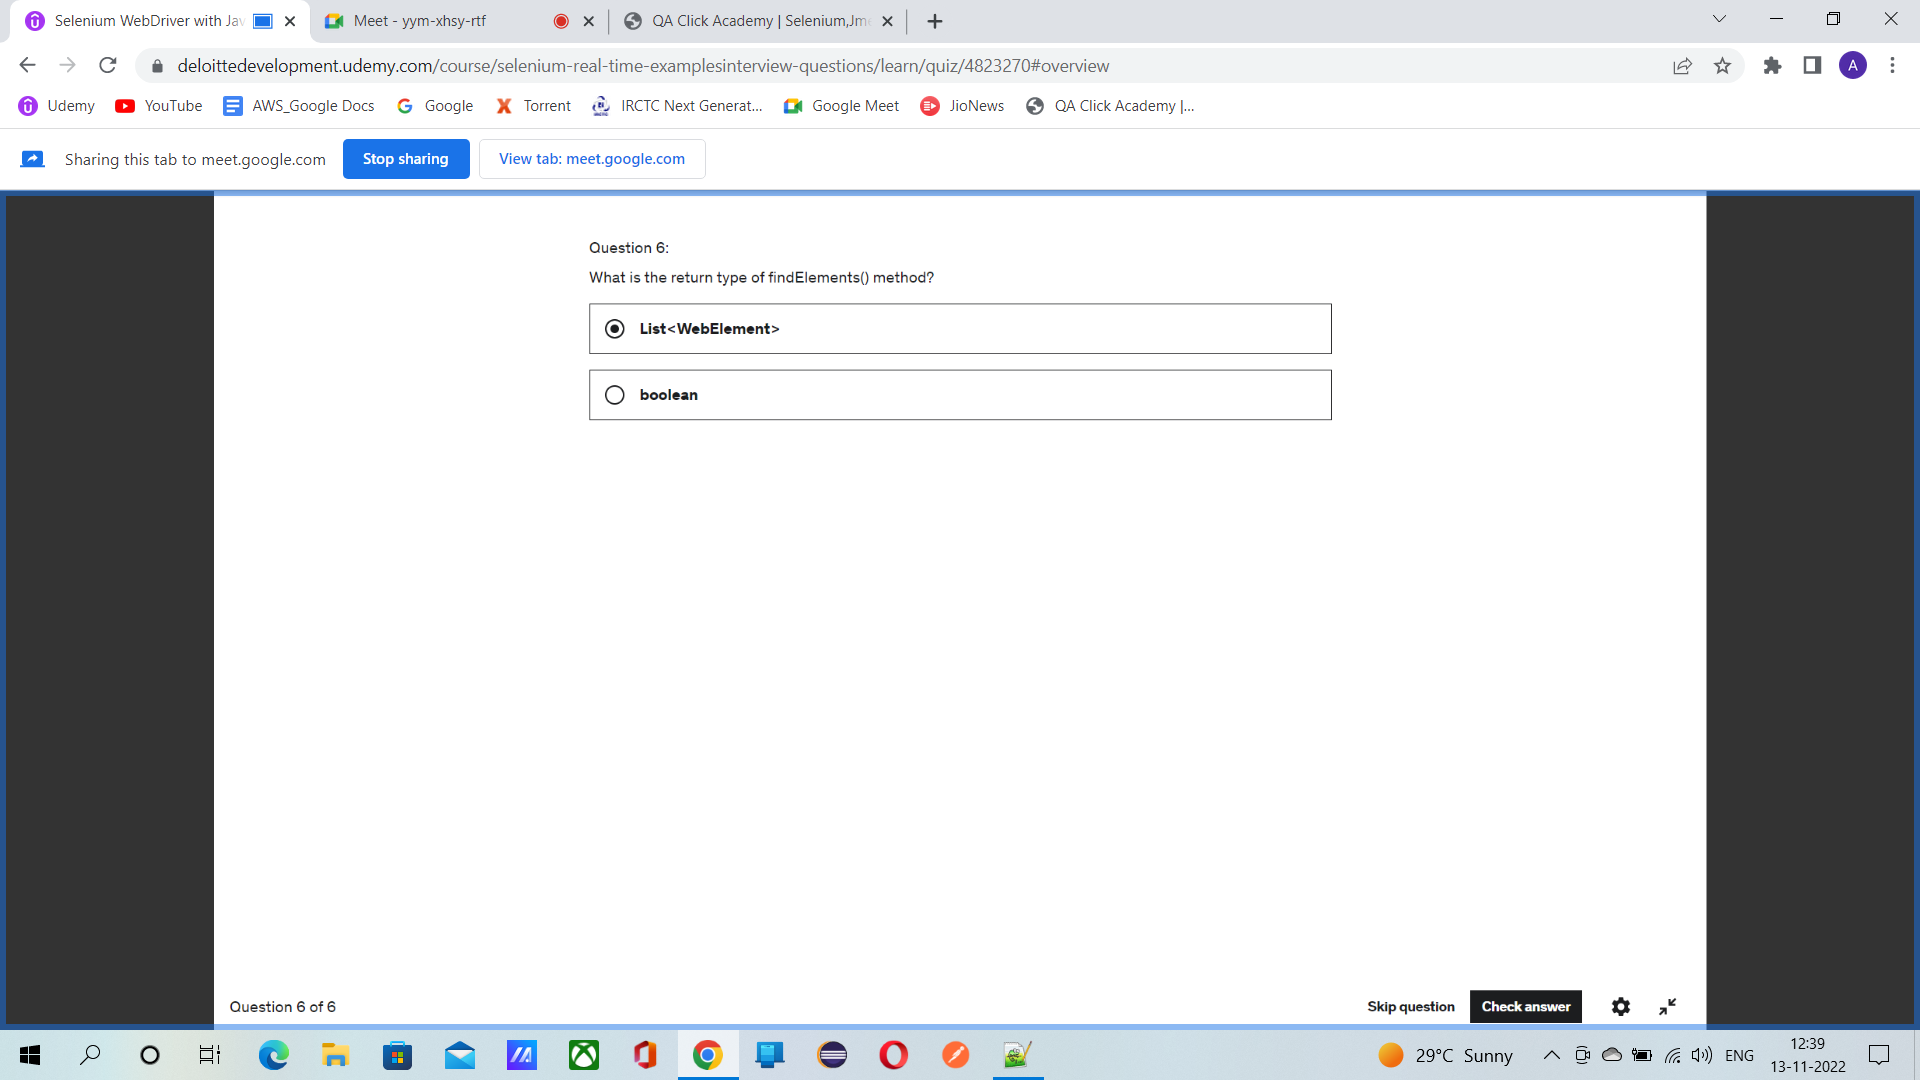 Selenium WebDriver with Jav
Meet - yym-xhsy-rtf
QA Click Academy | Selenium,Jme
deloittedevelopment.udemy.com/course/selenium-real-time-examplesinterview-questions/learn/quiz/4823270#overview
A
Udemy
YouTube
AWS_Google Docs
Google
Torrent
IRCTC Next Generat...
Google Meet
JioNews
QA Click Academy |...
Sharing this tab to meet.google.com
Stop sharing
View tab: meet.google.com
Question 6:
What is the return type of findElements() method?
List<WebElement>
boolean
Question 6 of 6
Skip question
Check answer
29°C Sunny
ENG
12:39
13-11-2022